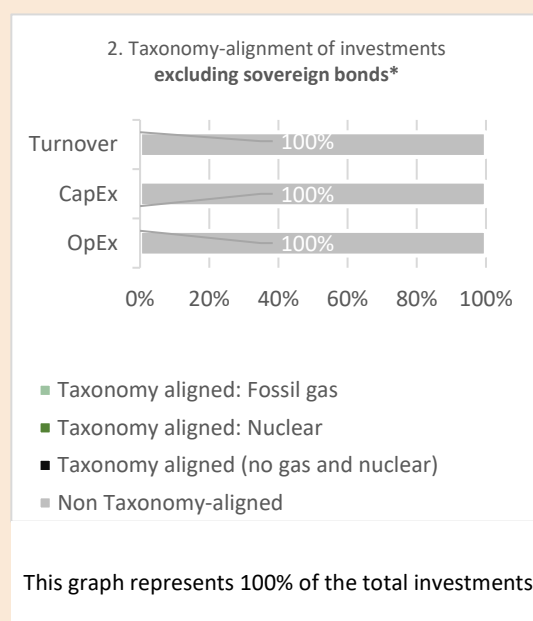 2. Taxonomy-alignment of investments
excluding sovereign bonds*
Turnover
100%
CapEx
100%
OpEx
100%
0% 20% 40% 60% 80% 100%
Taxonomy aligned: Fossil gas
Taxonomy aligned: Nuclear
Taxonomy aligned (no gas and nuclear)
Non Taxonomy-aligned
This graph represents 100% of the total investments